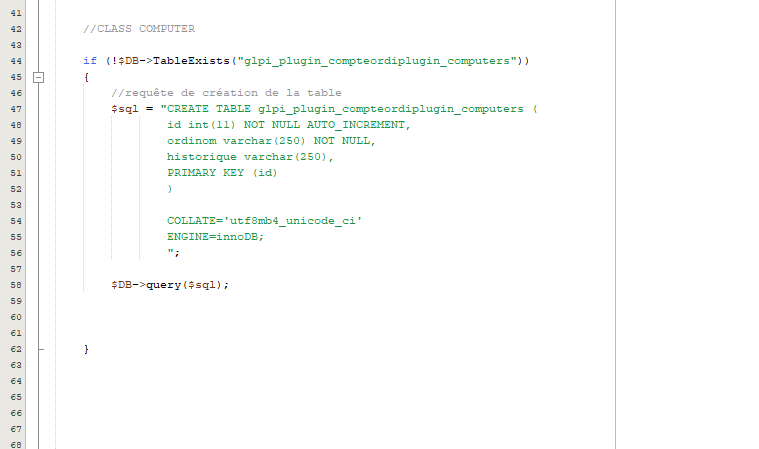 41
42 //CLASS COMPUTER
43
44 if (!$DB->TableExists("glpi_plugin_compteordiplugin_computers"))
45 {
46 //requête de création de la table
47 $sql = "CREATE TABLE glpi_plugin_compteordiplugin_computers (
48 id int(11) NOT NULL AUTO_INCREMENT,
49 ordinom varchar(250) NOT NULL,
50 historique varchar(250),
51 PRIMARY KEY (id)
52 )
53
54 COLLATE='utf8mb4_unicode_ci'
55 ENGINE=innoDB;
56 ";
57
58 $DB->query($sql);
59
60
61
62 }
63
64
65
66
67
68